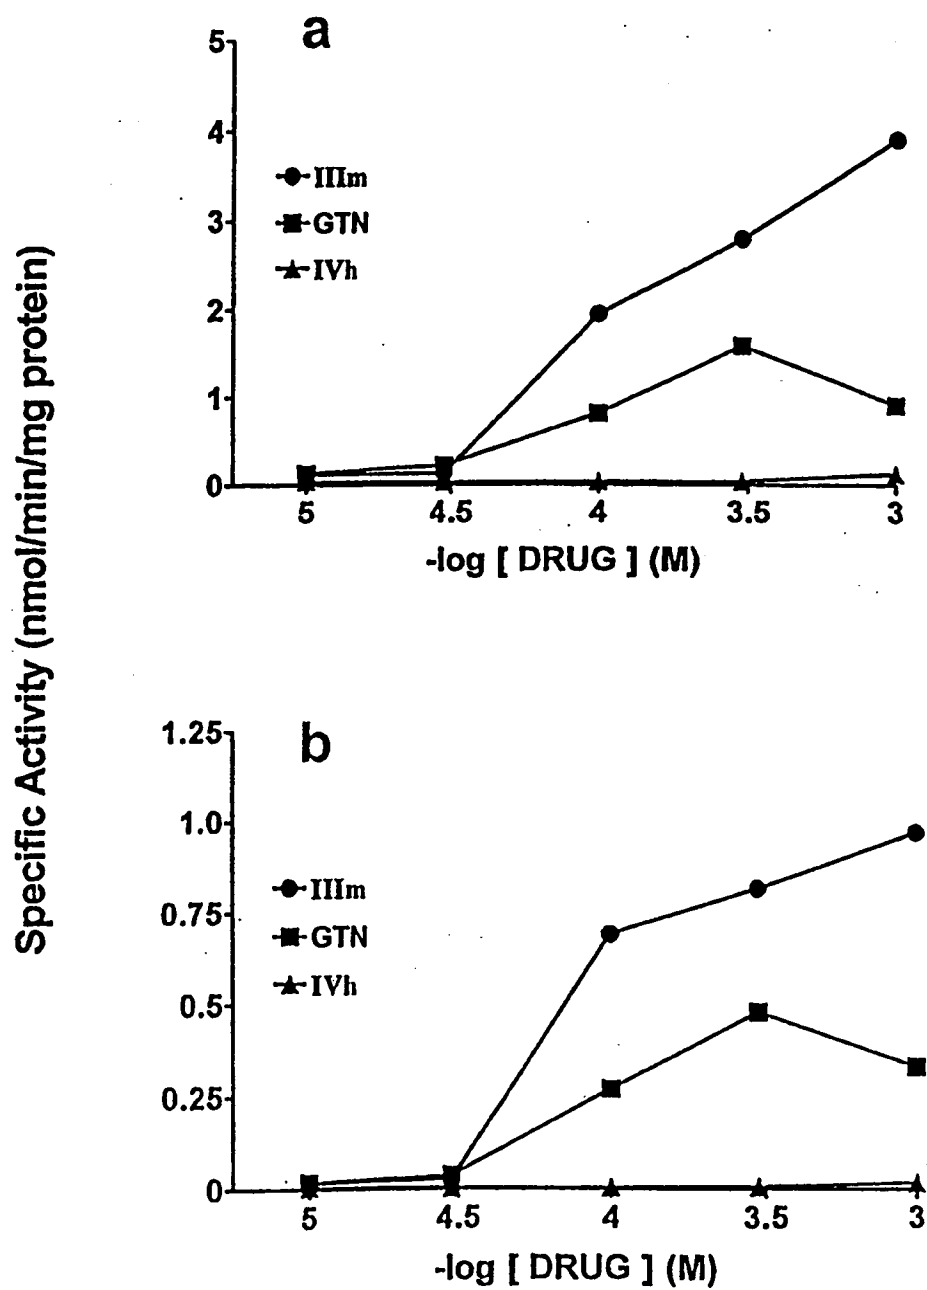 a
5
4
IIIm
3
GTN
IVh
2
1
0
5 4.5 4 3.5 3
-log [ DRUG ] (M)
Specific Activity (nmol/min/mg protein)
b
1.25
1.0
IIIm
0.75
GTN
IVh
0.5
0.25
0
5 4.5 4 3.5 3
-log [ DRUG ] (M)